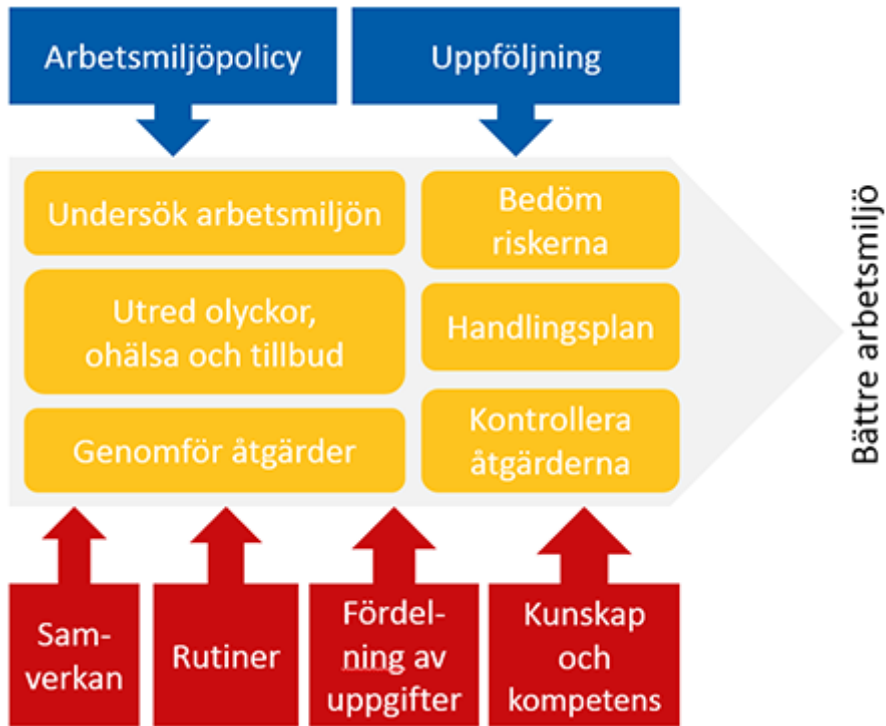 Arbetsmiljöpolicy
Uppföljning
Undersök arbetsmiljön
Bedöm
riskerna
Utred olyckor,
ohälsa och tillbud
Handlingsplan
Genomför åtgärder
Kontrollera
åtgärderna
Bättre arbetsmiljö
Sam-
verkan
Rutiner
Fördel-
ning av
uppgifter
Kunskap
och
kompetens